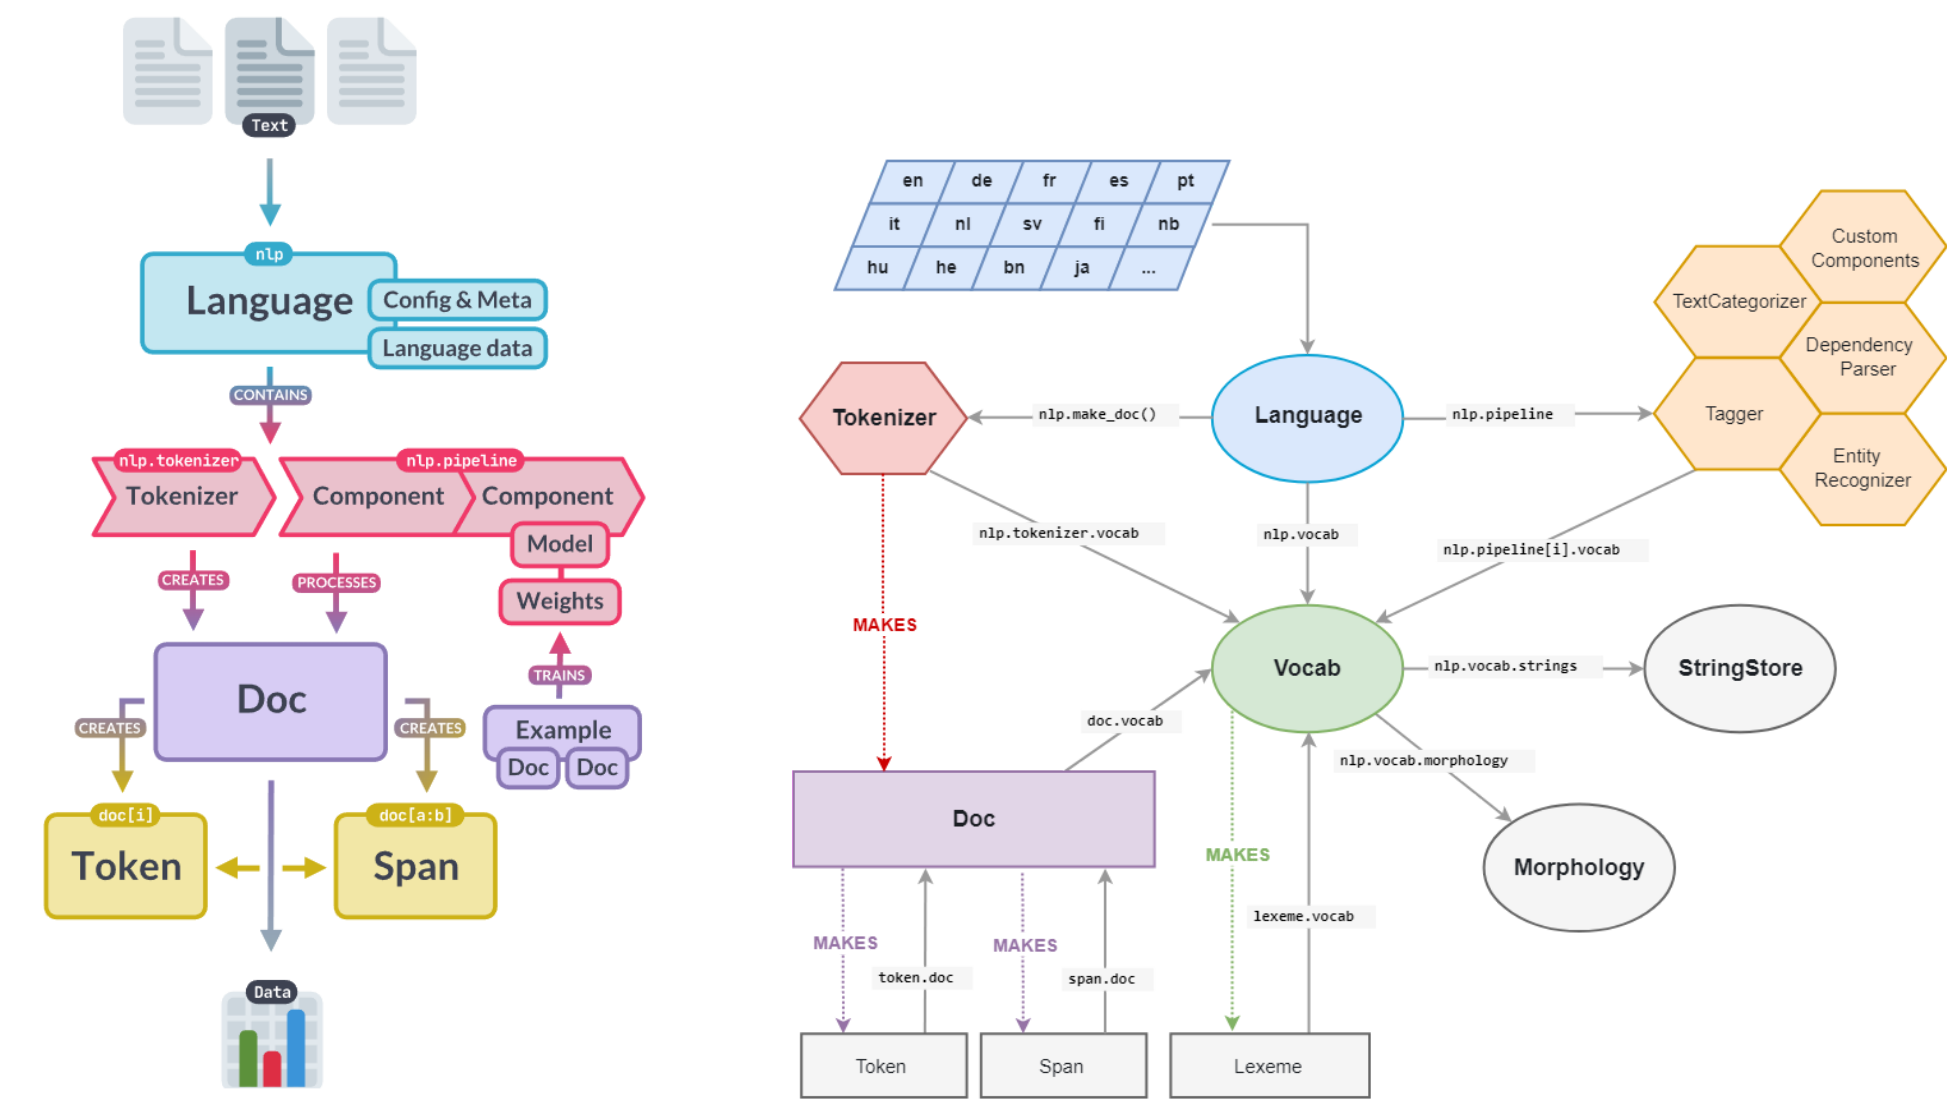 Text
nlp
Language
Config & Meta
Language data
CONTAINS
nlp.tokenizer
Tokenizer
nlp.pipeline
Component
Component
Model
Weights
CREATES
PROCESSES
TRAINS
Doc
Example
Doc
Doc
CREATES
CREATES
doc[i]
Token
doc[a:b]
Span
Data
en de fr es pt
it nl sv fi nb
hu he bn ja ...
Custom
Components
TextCategorizer
Dependency
Parser
Tagger
Entity
Recognizer
Tokenizer
nlp.make_doc()
Language
nlp.pipeline
nlp.tokenizer.vocab
nlp.vocab
nlp.pipeline[i].vocab
MAKES
Vocab
nlp.vocab.strings
StringStore
doc.vocab
nlp.vocab.morphology
Morphology
Doc
MAKES
lexeme.vocab
MAKES
token.doc
MAKES
span.doc
Token
Span
Lexeme